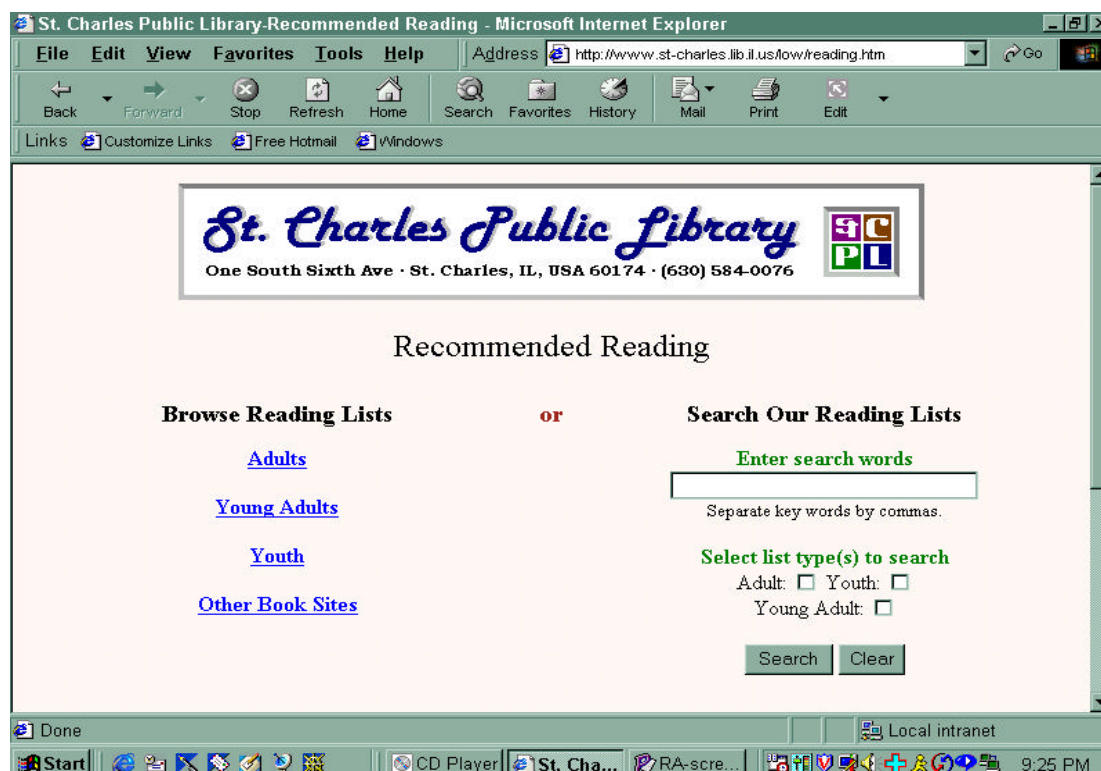 St. Charles Public Library-Recommended Reading - Microsoft Internet Explorer
File Edit View Favorites Tools Help Address http://www.st-charles.lib.il.us/low/reading.htm Go
Back Forward Stop Refresh Home Search Favorites History Mail Print Edit
Links Customize Links Free Hotmail Windows
St. Charles Public Library
SCPL
One South Sixth Ave · St. Charles, IL, USA 60174 · (630) 584-0076
Recommended Reading
Browse Reading Lists or Search Our Reading Lists
Adults
Enter search words
Young Adults
Separate key words by commas.
Youth
Select list type(s) to search
Adult: Youth:
Other Book Sites
Young Adult:
Search Clear
Done Local intranet
Start CD Player St. Cha... RA-scre... 9:25 PM